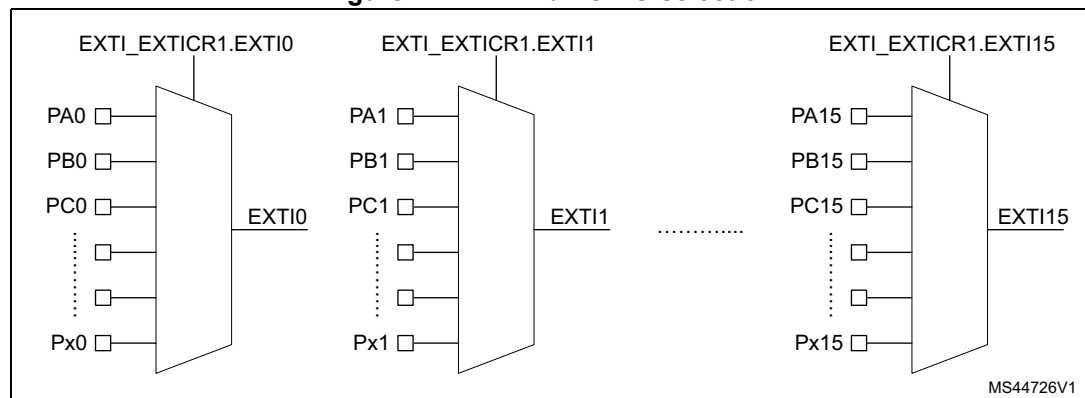 EXTI_EXTICR1.EXTI0 EXTI_EXTICR1.EXTI1 EXTI_EXTICR1.EXTI15
PA0 PA1 PA15
PB0 PB1 PB15
PC0 PC1 PC15
EXTI0 EXTI1 ............. EXTI15
Px0 Px1 Px15
MS44726V1